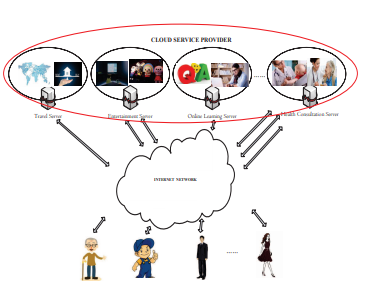 CLOUD SERVICE PROVIDER
Q&A
Travel Server
Entertainment Server
Online Learning Server
Health Consultation Server
INTERNET NETWORK